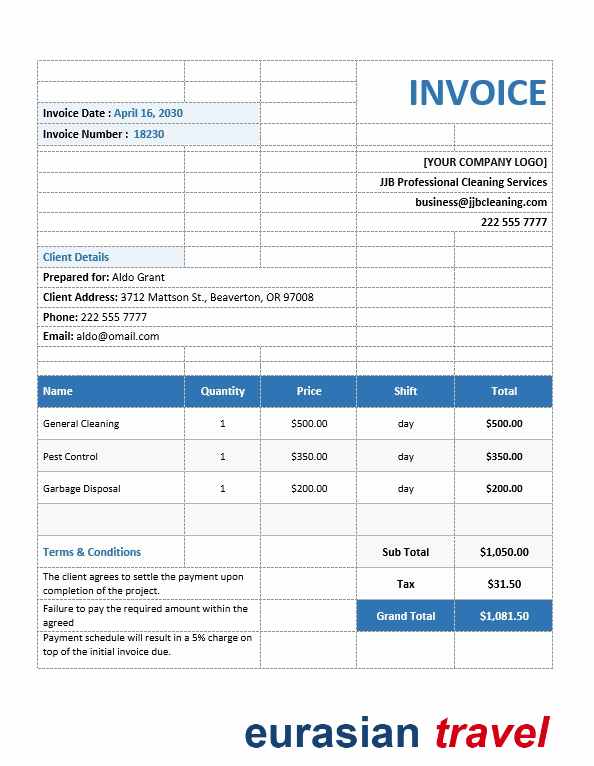 INVOICE
Invoice Date : April 16, 2030
Invoice Number : 18230
[YOUR COMPANY LOGO]
JJB Professional Cleaning Services
business@jjbcleaning.com
222 555 7777
Client Details
Prepared for: Aldo Grant
Client Address: 3712 Mattson St., Beaverton, OR 97008
Phone: 222 555 7777
Email: aldo@omail.com
Name Quantity Price Shift Total
General Cleaning 1 $500.00 day $500.00
Pest Control 1 $350.00 day $350.00
Garbage Disposal 1 $200.00 day $200.00
Terms & Conditions Sub Total $1,050.00
The client agrees to settle the payment upon
completion of the project.
Tax $31.50
Failure to pay the required amount within the
agreed
Grand Total $1,081.50
Payment schedule will result in a 5% charge on
top of the initial invoice due.
eurasian travel